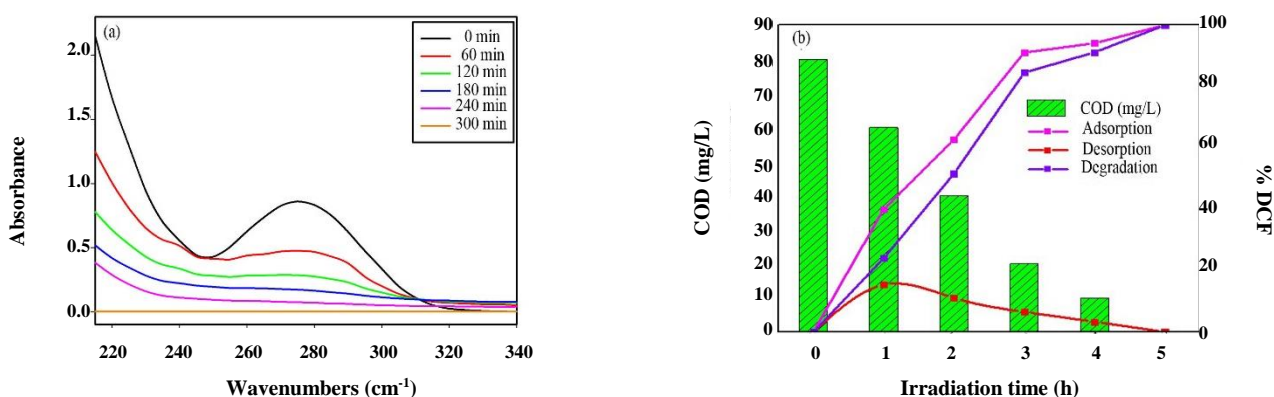 (a)
0 min
60 min
120 min
180 min
240 min
300 min
2.0
1.5
1.0
0.5
0.0
220 240 260 280 300 320 340
Absorbance
Wavenumbers (cm⁻¹)
(b)
90
80
70
60
50
40
30
20
10
0
COD (mg/L)
100
80
60
40
20
0
% DCF
COD (mg/L)
Adsorption
Desorption
Degradation
0 1 2 3 4 5
Irradiation time (h)